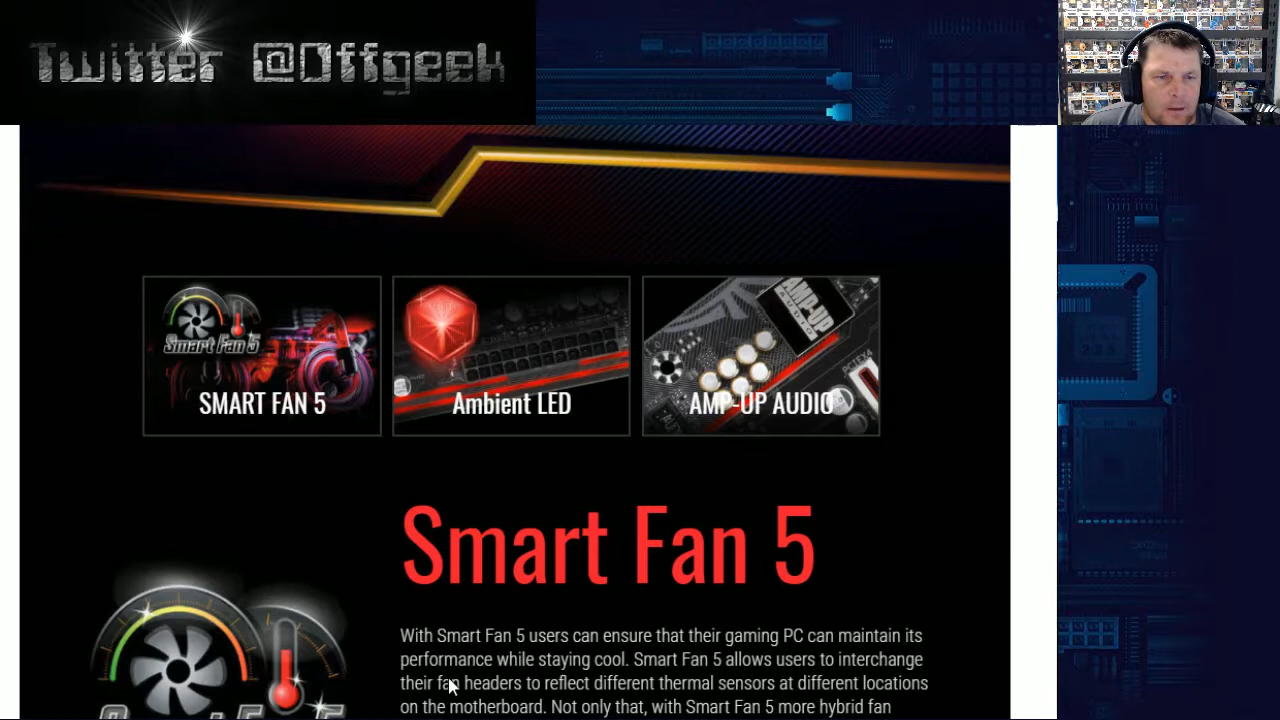 Twitter @Offgeek
Smart Fan 5
AMP-UP
AUDIO
SMART FAN 5
Ambient LED
AMP-UP AUDIO
Smart Fan 5
With Smart Fan 5 users can ensure that their gaming PC can maintain its
performance while staying cool. Smart Fan 5 allows users to interchange
their fan headers to reflect different thermal sensors at different locations
on the motherboard. Not only that, with Smart Fan 5 more hybrid fan